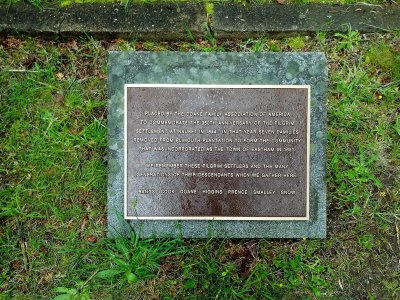 PLACED BY THE DOANE FAMILY ASSOCIATION OF AMERICA
TO COMMEMORATE THE 350TH ANNIVERSARY OF THE PILGRIM
SETTLEMENT AT NAUSET IN 1644. IN THAT YEAR SEVEN FAMILIES
REMOVED FROM PLIMOUTH PLANTATION TO FORM THE COMMUNITY
THAT WAS INCORPORATED AS THE TOWN OF EASTHAM IN 1651.
WE REMEMBER THESE PILGRIM SETTLERS AND THE MANY
GENERATIONS OF THEIR DESCENDANTS WHEN WE GATHER HERE.
BANGS COOK DOANE HIGGINS PRENCE SMALLEY SNOW